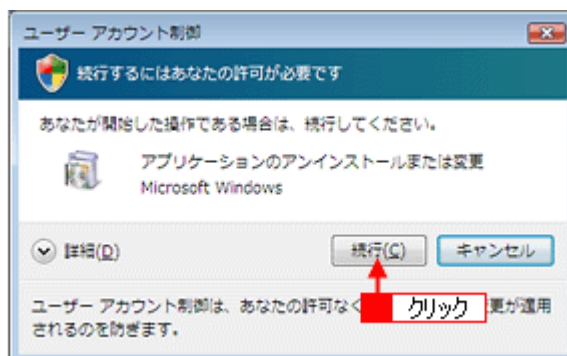 ユーザー アカウント制御
続行するにはあなたの許可が必要です
あなたが開始した操作である場合は、続行してください。
アプリケーションのアンインストールまたは変更
Microsoft Windows
詳細(D)
続行(C)
キャンセル
ユーザー アカウント制御は、あなたの許可なく
クリック
更が適用
されるのを防ぎます。